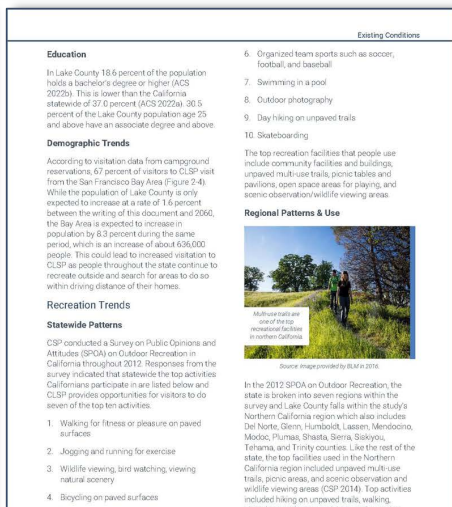 Existing Conditions
Education
In Lake County 18.6 percent of the population
holds a bachelor's degree or higher (ACS
2022b). This is lower than the California
statewide of 37.0 percent (ACS 2022a). 30.5
percent of the Lake County population age 25
and above have an associate degree and above.
Demographic Trends
According to visitation data from campground
reservations, 67 percent of visitors to CLSP visit
from the San Francisco Bay Area (Figure 2-4).
While the population of Lake County is only
expected to increase at a rate of 1.6 percent
between the writing of this document and 2060,
the Bay Area is expected to increase in
population by 8.3 percent during the same
period, which is an increase of about 636,000
people. This could lead to increased visitation to
CLSP as people throughout the state continue to
recreate outside and search for areas to do so
within driving distance of their homes.
Recreation Trends
Statewide Patterns
CSP conducted a Survey on Public Opinions and
Attitudes (SPOA) on Outdoor Recreation in
California throughout 2012. Responses from the
survey indicated that statewide the top activities
Californians participate in are listed below and
CLSP provides opportunities for visitors to do
seven of the top ten activities.
1. Walking for fitness or pleasure on paved
surfaces
2. Jogging and running for exercise
3. Wildlife viewing, bird watching, viewing
natural scenery
4. Bicycling on paved surfaces
6. Organized team sports such as soccer,
football, and baseball
7. Swimming in a pool
8. Outdoor photography
9. Day hiking on unpaved trails
10. Skateboarding
The top recreation facilities that people use
include community facilities and buildings,
unpaved multi-use trails, picnic tables and
pavilions, open space areas for playing, and
scenic observation/wildlife viewing areas.
Regional Patterns & Use
Multi-use trails are
one of the top
recreational facilities
in northern California.
Source: Image provided by BLM in 2016.
In the 2012 SPOA on Outdoor Recreation, the
state is broken into seven regions within the
survey and Lake County falls within the study's
Northern California region which also includes
Del Norte, Glenn, Humboldt, Lassen, Mendocino,
Modoc, Plumas, Shasta, Sierra, Siskiyou,
Tehama, and Trinity counties. Like the rest of the
state, the top facilities used in the Northern
California region included unpaved multi-use
trails, picnic areas, and scenic observation and
wildlife viewing areas (CSP 2014). Top activities
included hiking on unpaved trails, walking,